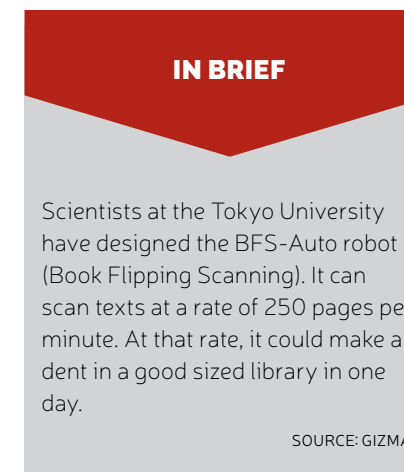 IN BRIEF
Scientists at the Tokyo University
have designed the BFS-Auto robot
(Book Flipping Scanning). It can
scan texts at a rate of 250 pages pe
minute. At that rate, it could make a
dent in a good sized library in one
day.
SOURCE: GIZMA